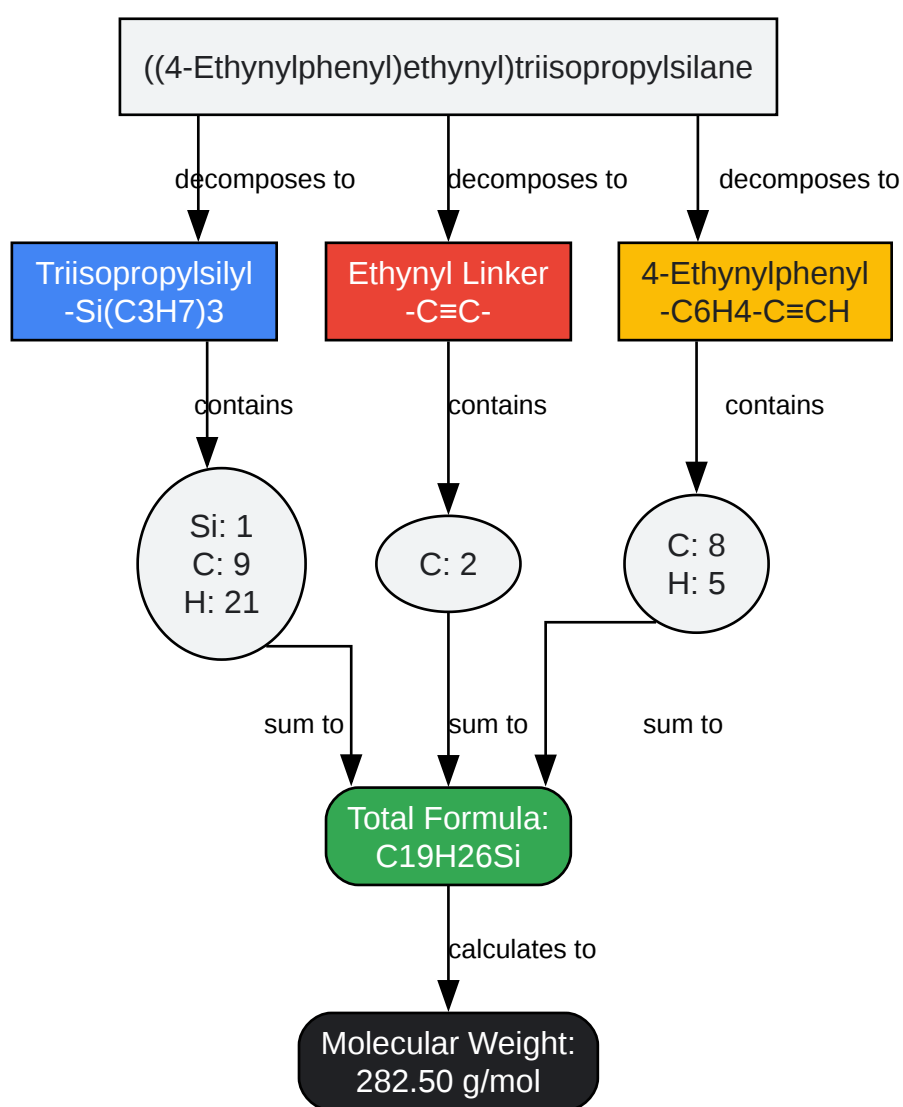 ((4-Ethynylphenyl)ethynyl)triisopropylsilane
decomposes to
decomposes to
decomposes to
Triisopropylsilyl
-Si(C3H7)3
Ethynyl Linker
-C≡C-
4-Ethynylphenyl
-C6H4-C≡CH
contains
contains
contains
Si: 1
C: 9
H: 21
C: 2
C: 8
H: 5
sum to
sum to
sum to
Total Formula:
C19H26Si
calculates to
Molecular Weight:
282.50 g/mol